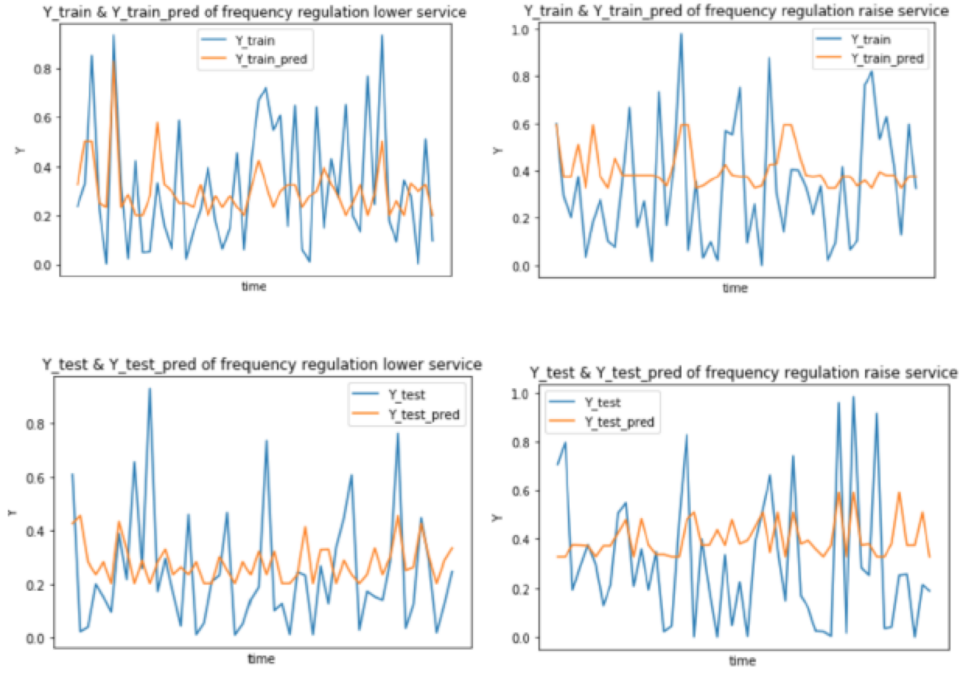 Y_train & Y_train_pred of frequency regulation lower service
Y_train
Y_train_pred
Y
0.8
0.6
0.4
0.2
0.0
time
Y_train & Y_train_pred of frequency regulation raise service
Y_train
Y_train_pred
Y
1.0
0.8
0.6
0.4
0.2
0.0
time
Y_test & Y_test_pred of frequency regulation lower service
Y_test
Y_test_pred
Y
0.8
0.6
0.4
0.2
0.0
time
Y_test & Y_test_pred of frequency regulation raise service
Y_test
Y_test_pred
Y
1.0
0.8
0.6
0.4
0.2
0.0
time